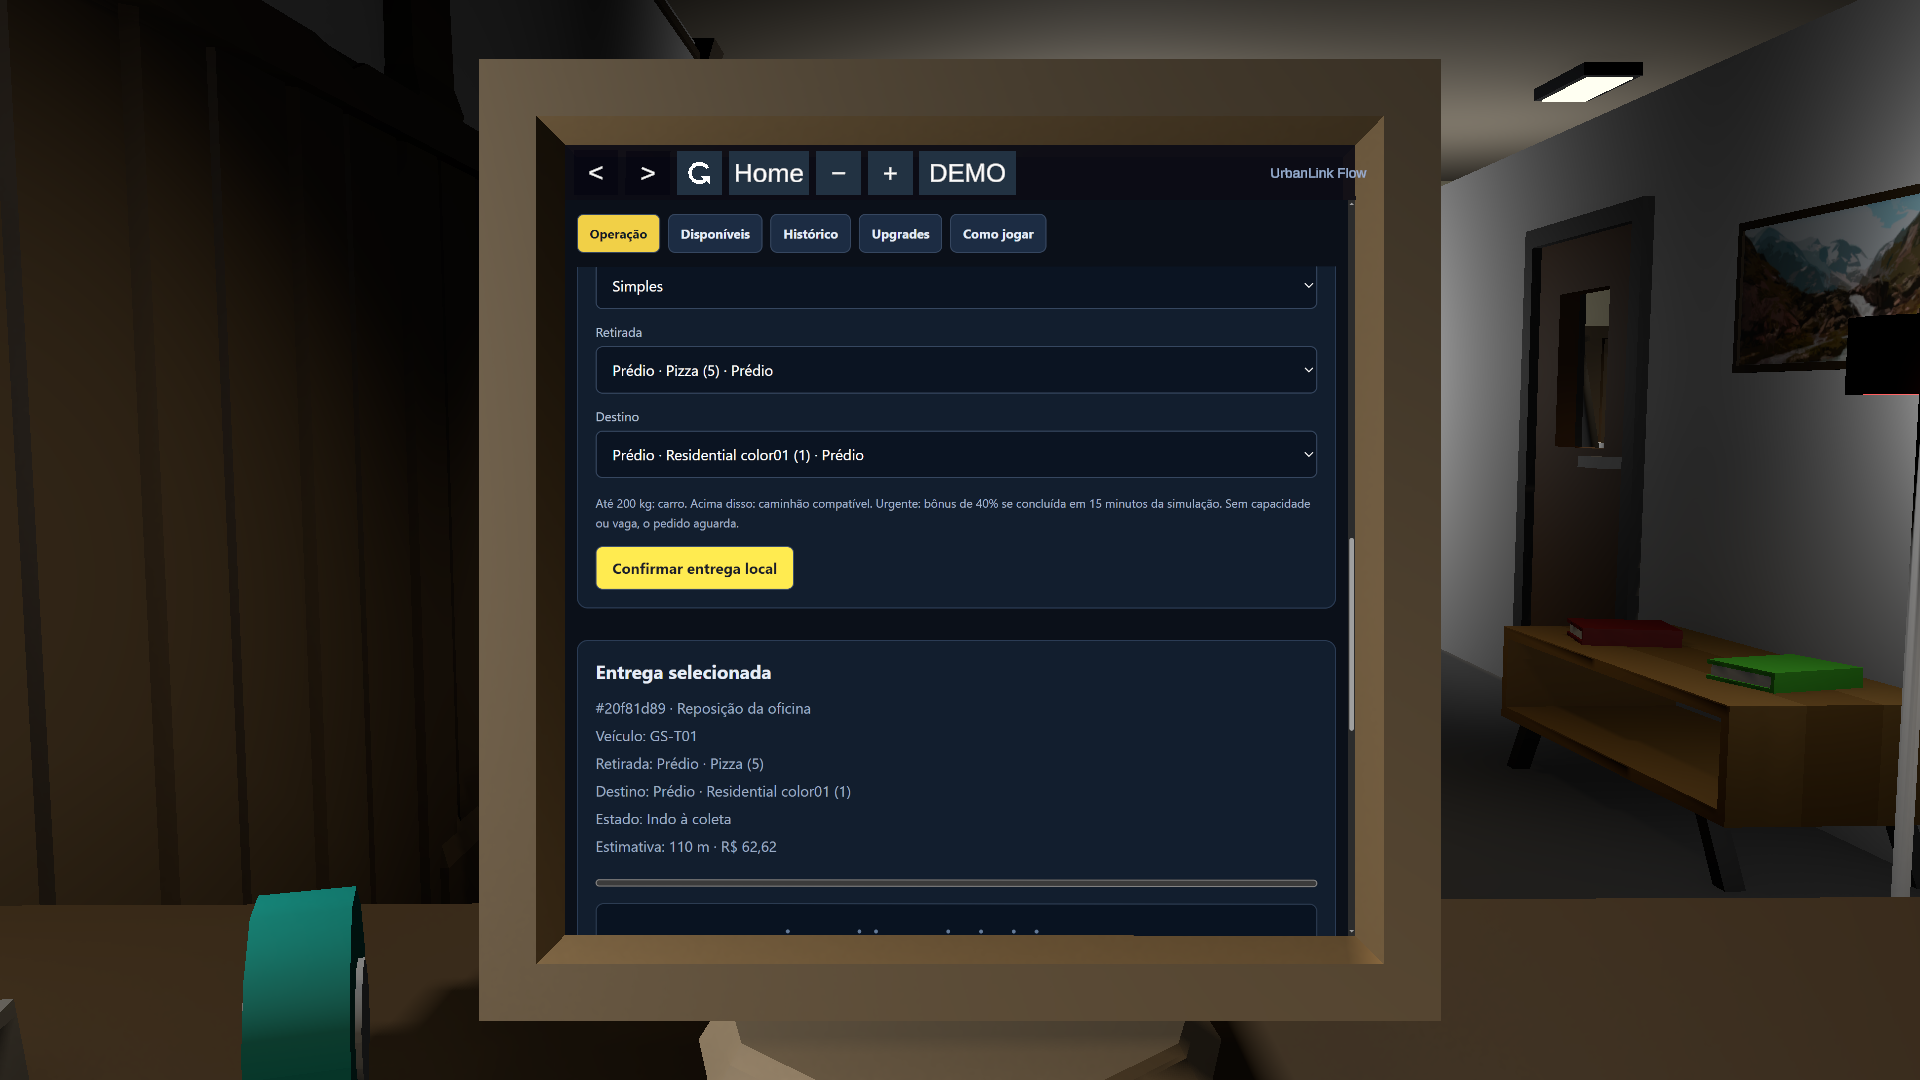 < > Home − + DEMO UrbanLink Flow
Operação Disponíveis Histórico Upgrades Como jogar
Simples
Retirada
Prédio · Pizza (5) · Prédio
Destino
Prédio · Residential color01 (1) · Prédio
Até 200 kg: carro. Acima disso: caminhão compatível. Urgente: bônus de 40% se concluída em 15 minutos da simulação. Sem capacidade
ou vaga, o pedido aguarda.
Confirmar entrega local
Entrega selecionada
#20f81d89 · Reposição da oficina
Veículo: GS-T01
Retirada: Prédio · Pizza (5)
Destino: Prédio · Residential color01 (1)
Estado: Indo à coleta
Estimativa: 110 m · R$ 62,62